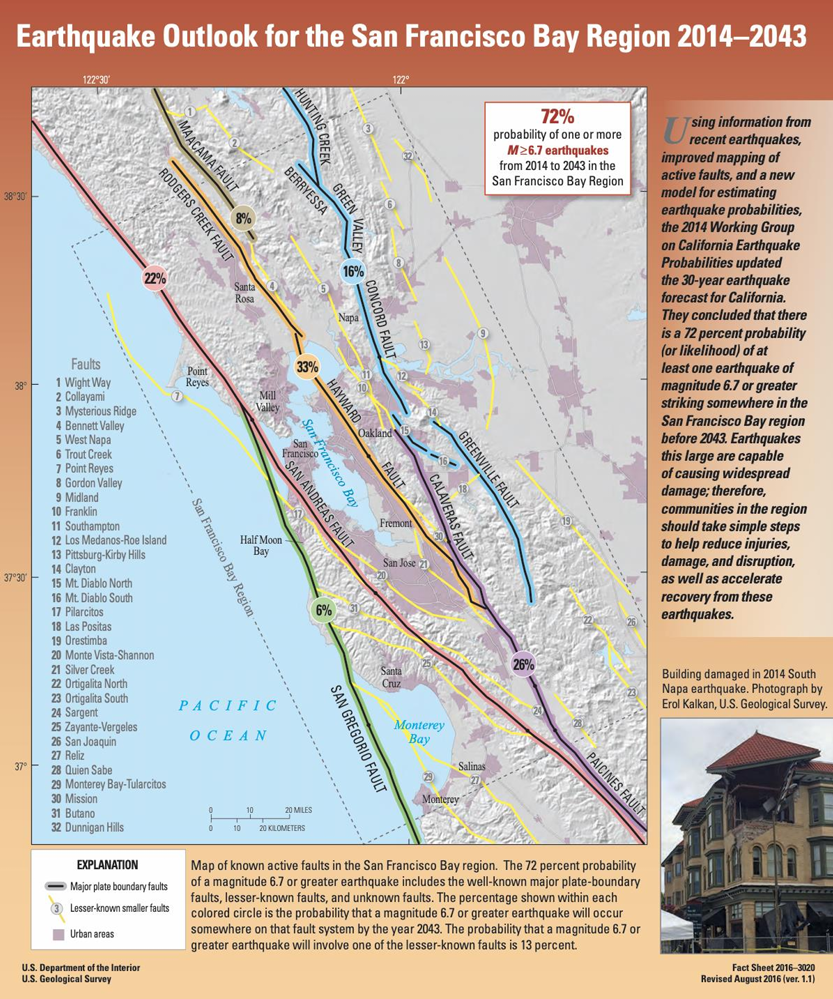 Earthquake Outlook for the San Francisco Bay Region 2014–2043
122°30'
122°
38°30'
38°
37°30'
37°
72%
probability of one or more
M≥6.7 earthquakes
from 2014 to 2043 in the
San Francisco Bay Region
HUNTING CREEK
BERRYESSA
GREEN VALLEY
CONCORD FAULT
MAACAMA FAULT
RODGERS CREEK FAULT
HAYWARD FAULT
SAN ANDREAS FAULT
CALAVERAS FAULT
GREENVILLE FAULT
SAN GREGORIO FAULT
PAICINES FAULT
8%
22%
16%
33%
6%
26%
1
2
3
32
6
4
5
8
9
13
11
10
12
7
14
15
16
18
17
19
30
21
20
31
22
26
25
23
24
28
29
27
Santa
Rosa
Napa
Point
Reyes
Mill
Valley
San
Francisco
Oakland
San Francisco Bay
Fremont
Half Moon
Bay
San Jose
Santa
Cruz
Monterey
Bay
Salinas
Monterey
San Francisco Bay Region
PACIFIC
OCEAN
Faults
1 Wight Way
2 Collayami
3 Mysterious Ridge
4 Bennett Valley
5 West Napa
6 Trout Creek
7 Point Reyes
8 Gordon Valley
9 Midland
10 Franklin
11 Southampton
12 Los Medanos-Roe Island
13 Pittsburg-Kirby Hills
14 Clayton
15 Mt. Diablo North
16 Mt. Diablo South
17 Pilarcitos
18 Las Positas
19 Orestimba
20 Monte Vista-Shannon
21 Silver Creek
22 Ortigalita North
23 Ortigalita South
24 Sargent
25 Zayante-Vergeles
26 San Joaquin
27 Reliz
28 Quien Sabe
29 Monterey Bay-Tularcitos
30 Mission
31 Butano
32 Dunnigan Hills
0 10 20 MILES
0 10 20 KILOMETERS
Using information from
recent earthquakes,
improved mapping of
active faults, and a new
model for estimating
earthquake probabilities,
the 2014 Working Group
on California Earthquake
Probabilities updated
the 30-year earthquake
forecast for California.
They concluded that there
is a 72 percent probability
(or likelihood) of at
least one earthquake of
magnitude 6.7 or greater
striking somewhere in the
San Francisco Bay region
before 2043. Earthquakes
this large are capable
of causing widespread
damage; therefore,
communities in the region
should take simple steps
to help reduce injuries,
damage, and disruption,
as well as accelerate
recovery from these
earthquakes.
Building damaged in 2014 South
Napa earthquake. Photograph by
Erol Kalkan, U.S. Geological Survey.
EXPLANATION
Major plate boundary faults
3 Lesser-known smaller faults
Urban areas
Map of known active faults in the San Francisco Bay region. The 72 percent probability
of a magnitude 6.7 or greater earthquake includes the well-known major plate-boundary
faults, lesser-known faults, and unknown faults. The percentage shown within each
colored circle is the probability that a magnitude 6.7 or greater earthquake will occur
somewhere on that fault system by the year 2043. The probability that a magnitude 6.7 or
greater earthquake will involve one of the lesser-known faults is 13 percent.
U.S. Department of the Interior
U.S. Geological Survey
Fact Sheet 2016–3020
Revised August 2016 (ver. 1.1)